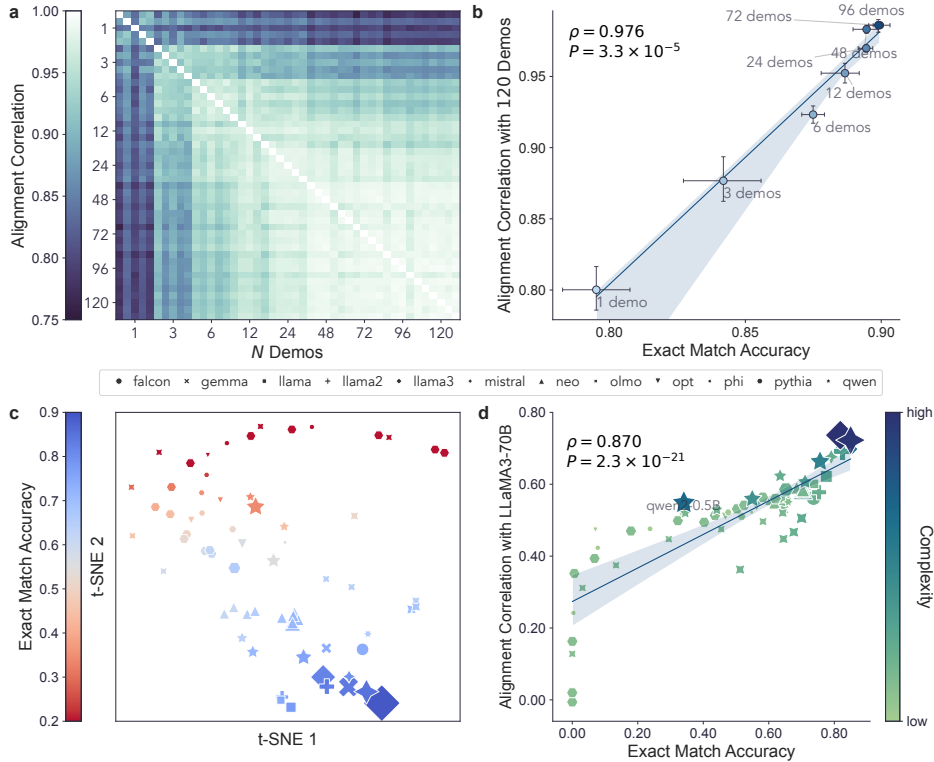 a
Alignment Correlation
1.00
0.95
0.90
0.85
0.80
0.75
1
3
6
12
24
48
72
96
120
1
3
6
12
24
48
72
96
120
N Demos
b
Alignment Correlation with 120 Demos
0.95
0.90
0.85
0.80
ρ = 0.976
P = 3.3 × 10⁻⁵
96 demos
72 demos
48 demos
24 demos
12 demos
6 demos
3 demos
1 demo
0.80
0.85
0.90
Exact Match Accuracy
falcon
gemma
llama
llama2
llama3
mistral
neo
olmo
opt
phi
pythia
qwen
c
Exact Match Accuracy
0.9
0.8
0.7
0.6
0.5
0.4
0.3
0.2
t-SNE 2
t-SNE 1
d
Alignment Correlation with LLaMA3-70B
0.80
0.60
0.40
0.20
0.00
ρ = 0.870
P = 2.3 × 10⁻²¹
0.00
0.20
0.40
0.60
0.80
Exact Match Accuracy
high
low
Complexity